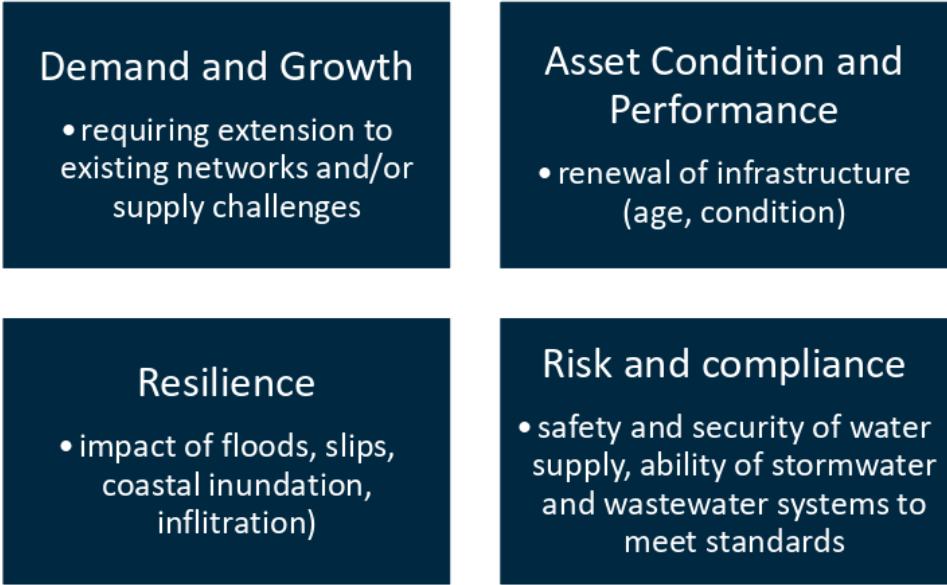 Demand and Growth
• requiring extension to
existing networks and/or
supply challenges
Asset Condition and
Performance
• renewal of infrastructure
(age, condition)
Resilience
• impact of floods, slips,
coastal inundation,
inflitration)
Risk and compliance
• safety and security of water
supply, ability of stormwater
and wastewater systems to
meet standards